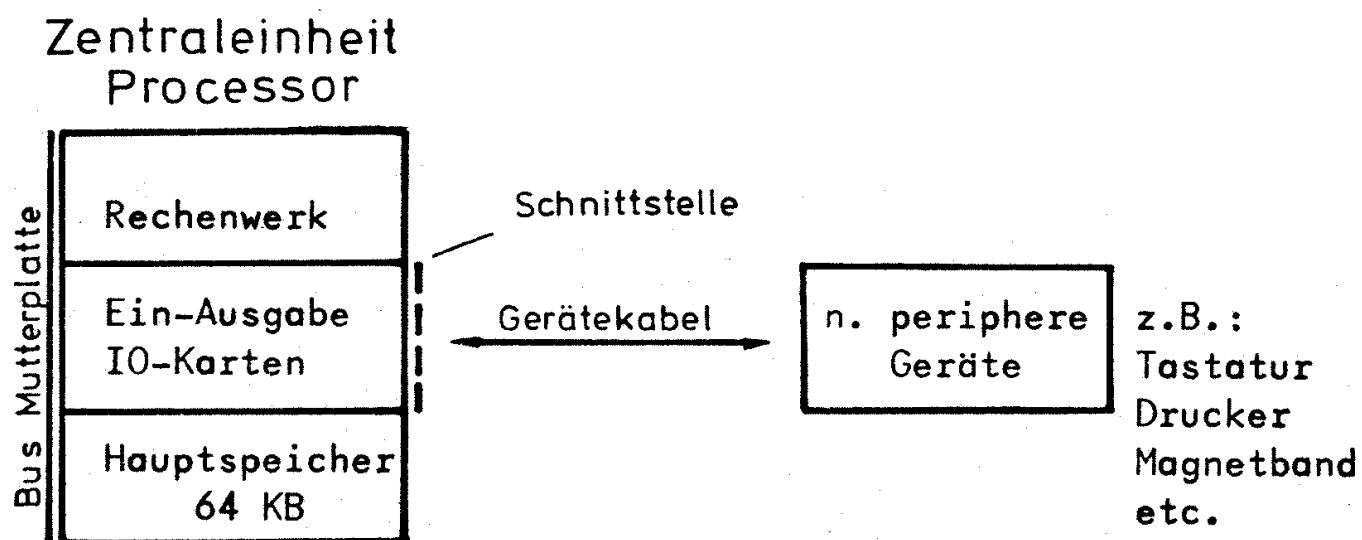 Zentraleinheit
Processor
Bus Mutterplatte
Rechenwerk
Schnittstelle
Ein-Ausgabe
IO-Karten
Gerätekabel
n. periphere
Geräte
z.B.:
Tastatur
Drucker
Magnetband
etc.
Hauptspeicher
64 KB